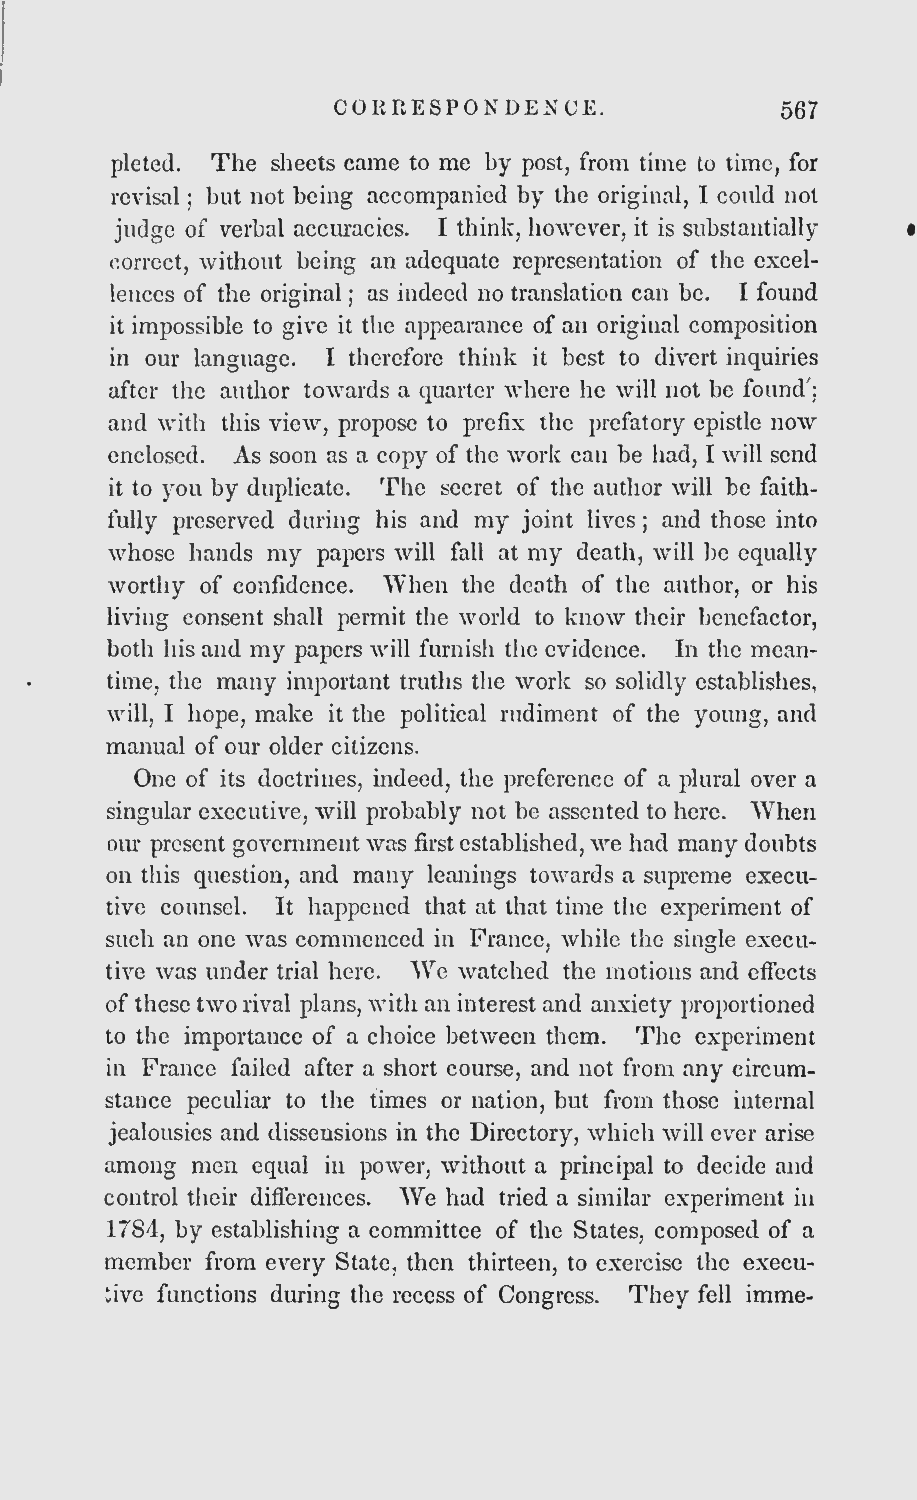 CORRESPONDENCE. 567
pleted. The sheets came to me by post, from time to time, for
revisal; but not being accompanied by the original, I could not
judge of verbal accuracies. I think, however, it is substantially
correct, without being an adequate representation of the excel-
lences of the original; as indeed no translation can be. I found
it impossible to give it the appearance of an original composition
in our language. I therefore think it best to divert inquiries
after the author towards a quarter where he will not be found;
and with this view, propose to prefix the prefatory epistle now
enclosed. As soon as a copy of the work can be had, I will send
it to you by duplicate. The secret of the author will be faith-
fully preserved during his and my joint lives; and those into
whose hands my papers will fall at my death, will be equally
worthy of confidence. When the death of the author, or his
living consent shall permit the world to know their benefactor,
both his and my papers will furnish the evidence. In the mean-
time, the many important truths the work so solidly establishes,
will, I hope, make it the political rudiment of the young, and
manual of our older citizens.
One of its doctrines, indeed, the preference of a plural over a
singular executive, will probably not be assented to here. When
our present government was first established, we had many doubts
on this question, and many leanings towards a supreme execu-
tive counsel. It happened that at that time the experiment of
such an one was commenced in France, while the single execu-
tive was under trial here. We watched the motions and effects
of these two rival plans, with an interest and anxiety proportioned
to the importance of a choice between them. The experiment
in France failed after a short course, and not from any circum-
stance peculiar to the times or nation, but from those internal
jealousies and dissensions in the Directory, which will ever arise
among men equal in power, without a principal to decide and
control their differences. We had tried a similar experiment in
1784, by establishing a committee of the States, composed of a
member from every State, then thirteen, to exercise the execu-
tive functions during the recess of Congress. They fell imme-